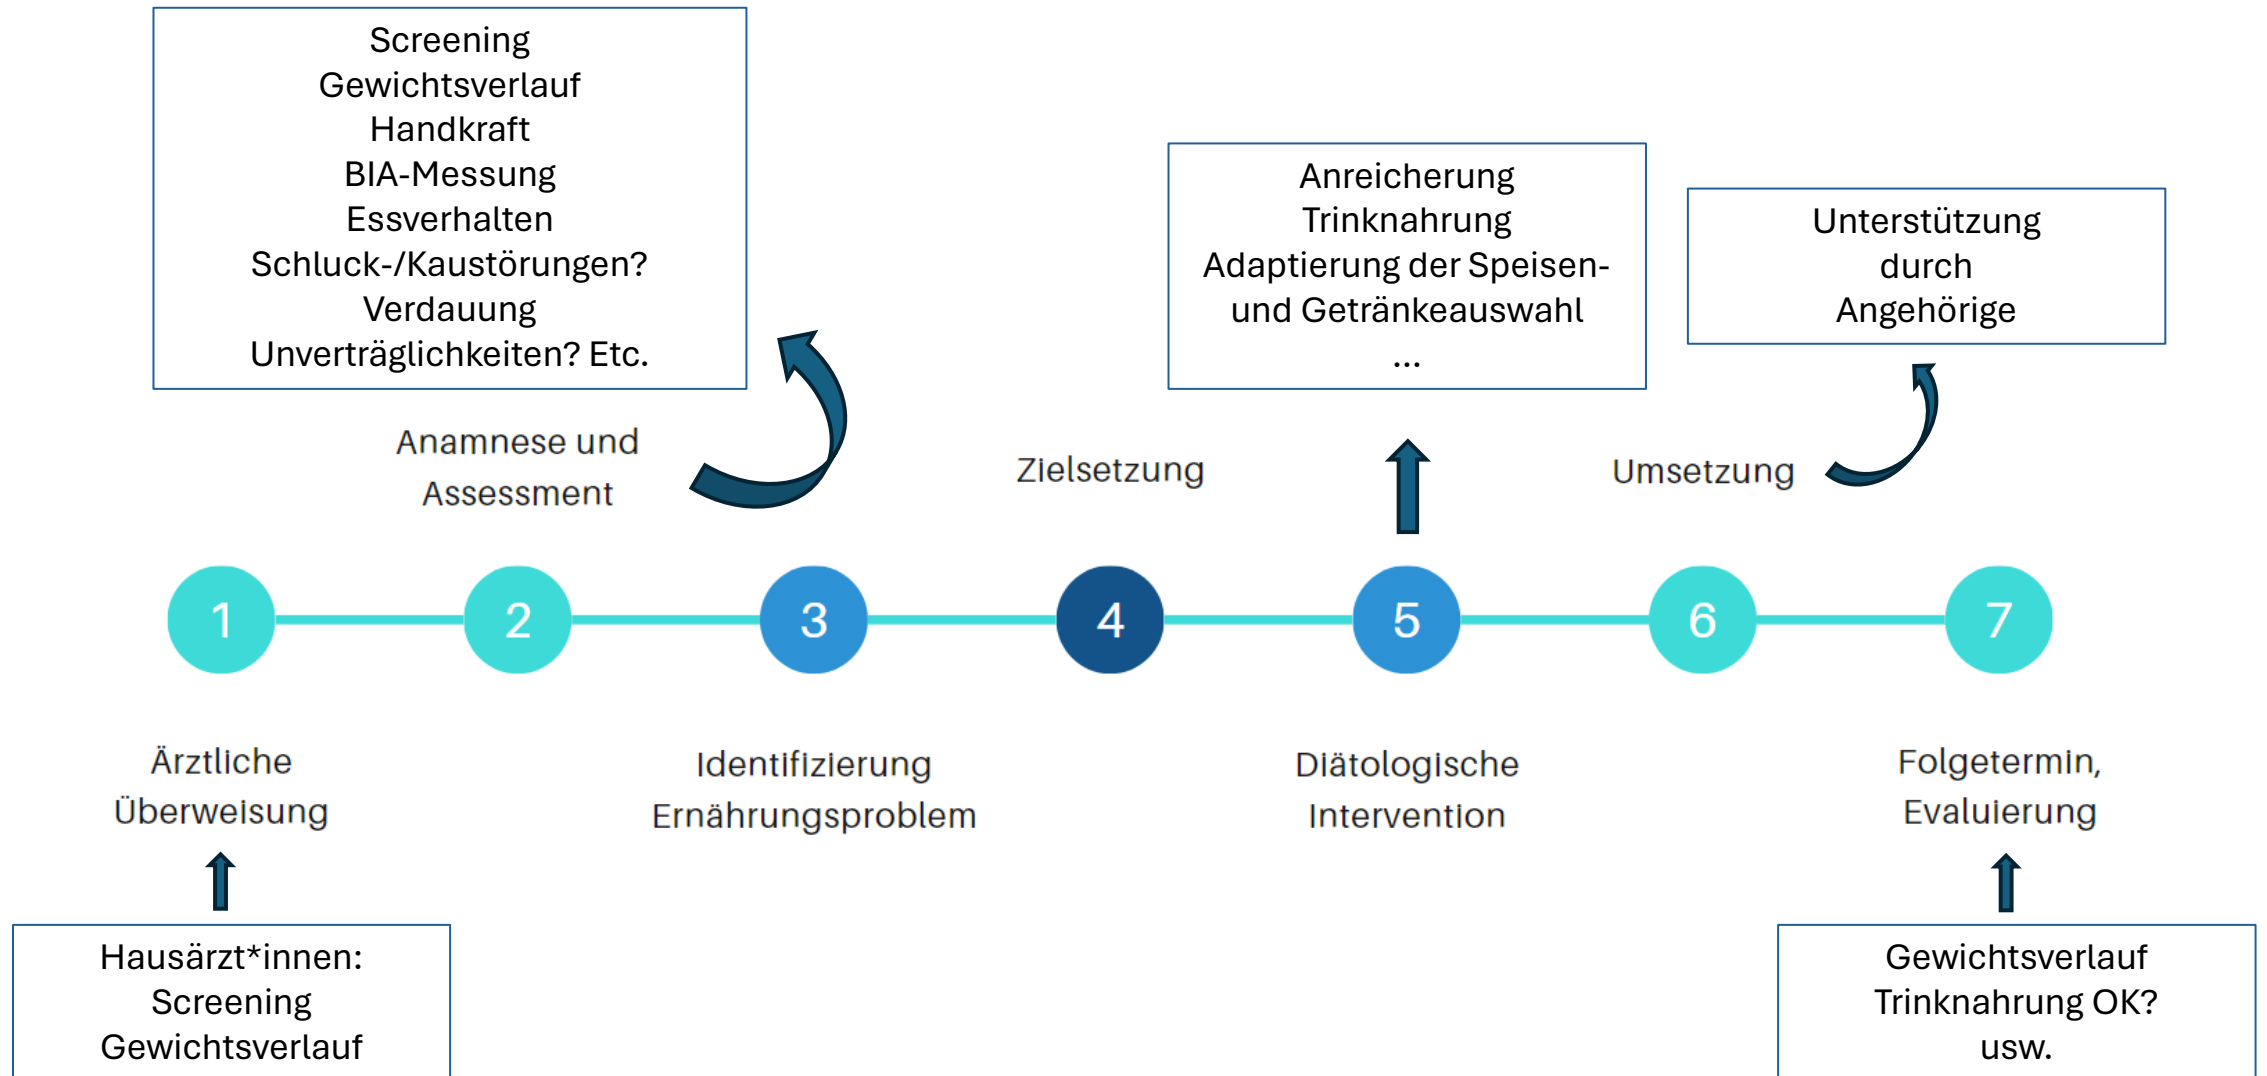 Screening
Gewichtsverlauf
Handkraft
BIA-Messung
Essverhalten
Schluck-/Kaustörungen?
Verdauung
Unverträglichkeiten? Etc.
Anreicherung
Trinknahrung
Adaptierung der Speisen-
und Getränkeauswahl
...
Unterstützung
durch
Angehörige
Anamnese und
Assessment
Zielsetzung
Umsetzung
1
2
3
4
5
6
7
Ärztliche
Überweisung
Identifizierung
Ernährungsproblem
Diätologische
Intervention
Folgetermin,
Evaluierung
Hausärzt*innen:
Screening
Gewichtsverlauf
Gewichtsverlauf
Trinknahrung OK?
usw.